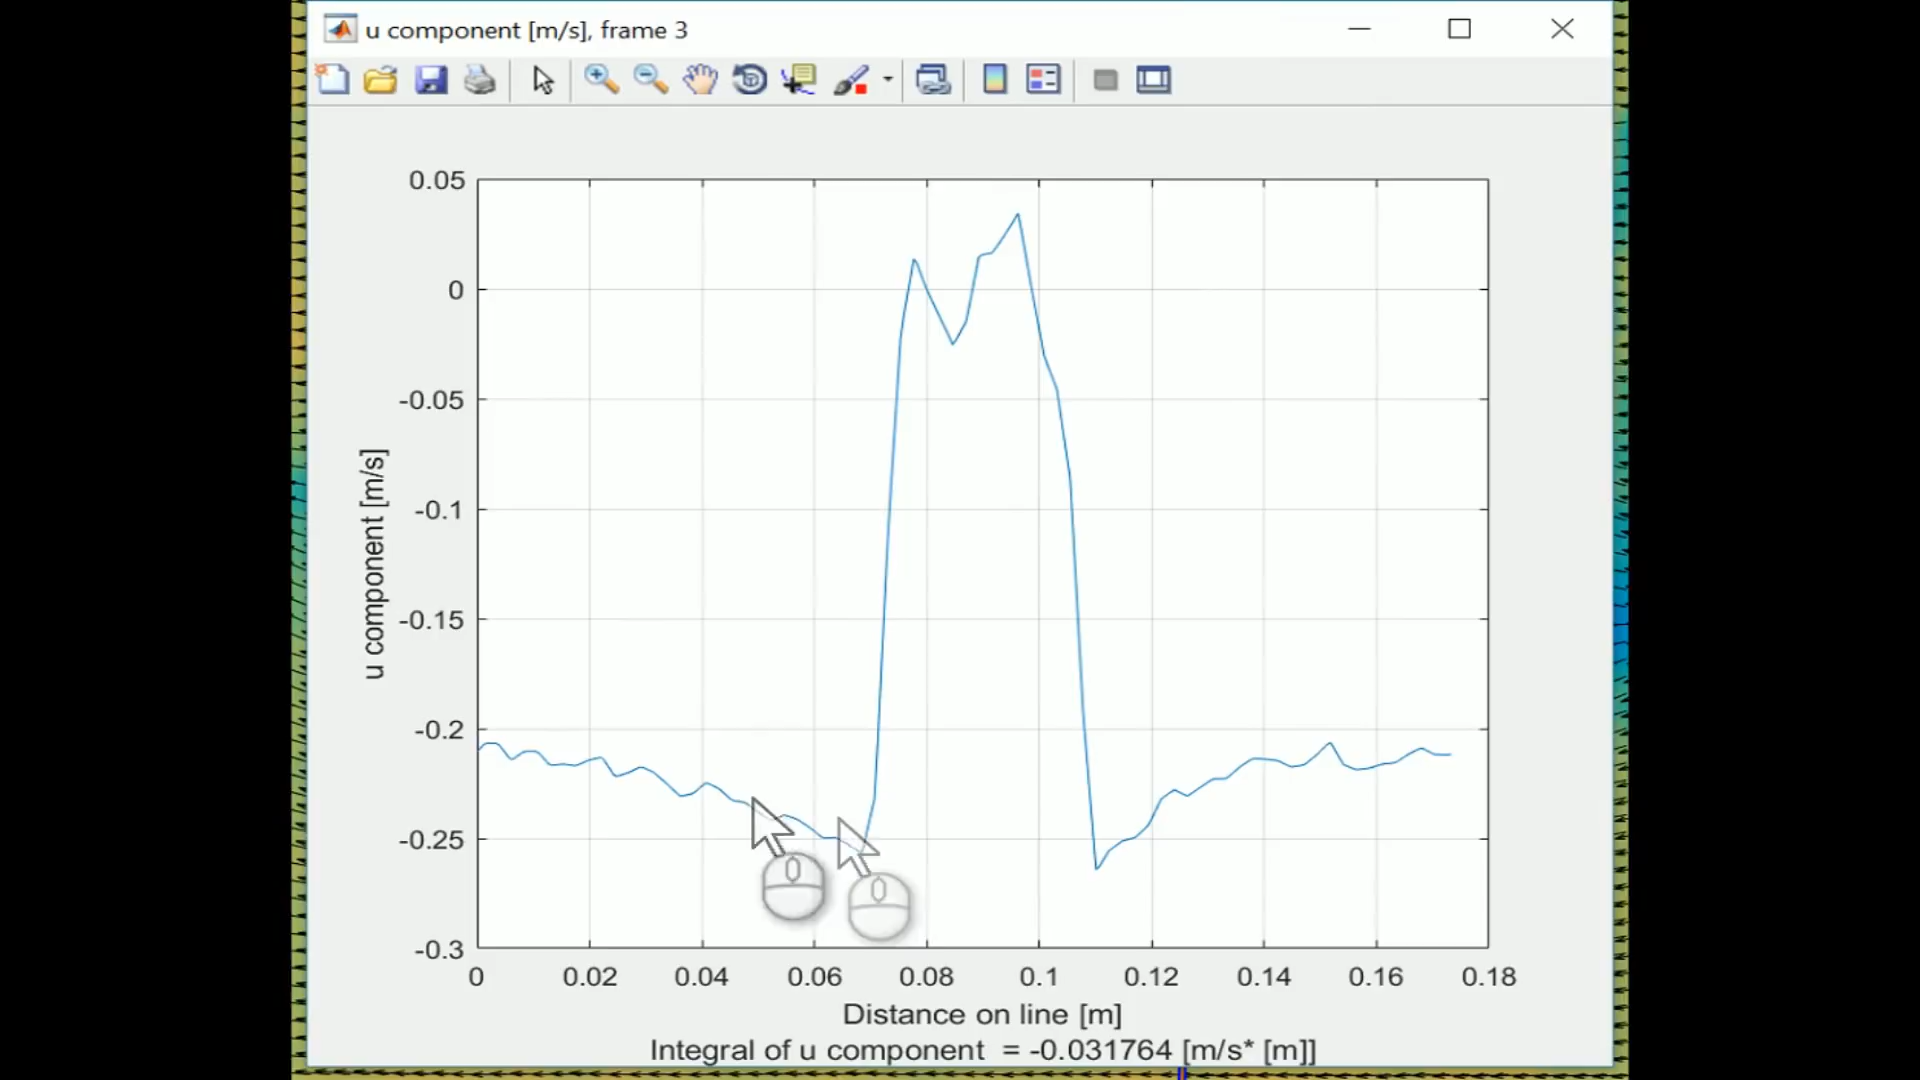 u component [m/s], frame 3
0.05
0
-0.05
-0.1
-0.15
-0.2
-0.25
-0.3
u component [m/s]
0 0.02 0.04 0.06 0.08 0.1 0.12 0.14 0.16 0.18
Distance on line [m]
Integral of u component = -0.031764 [m/s* [m]]